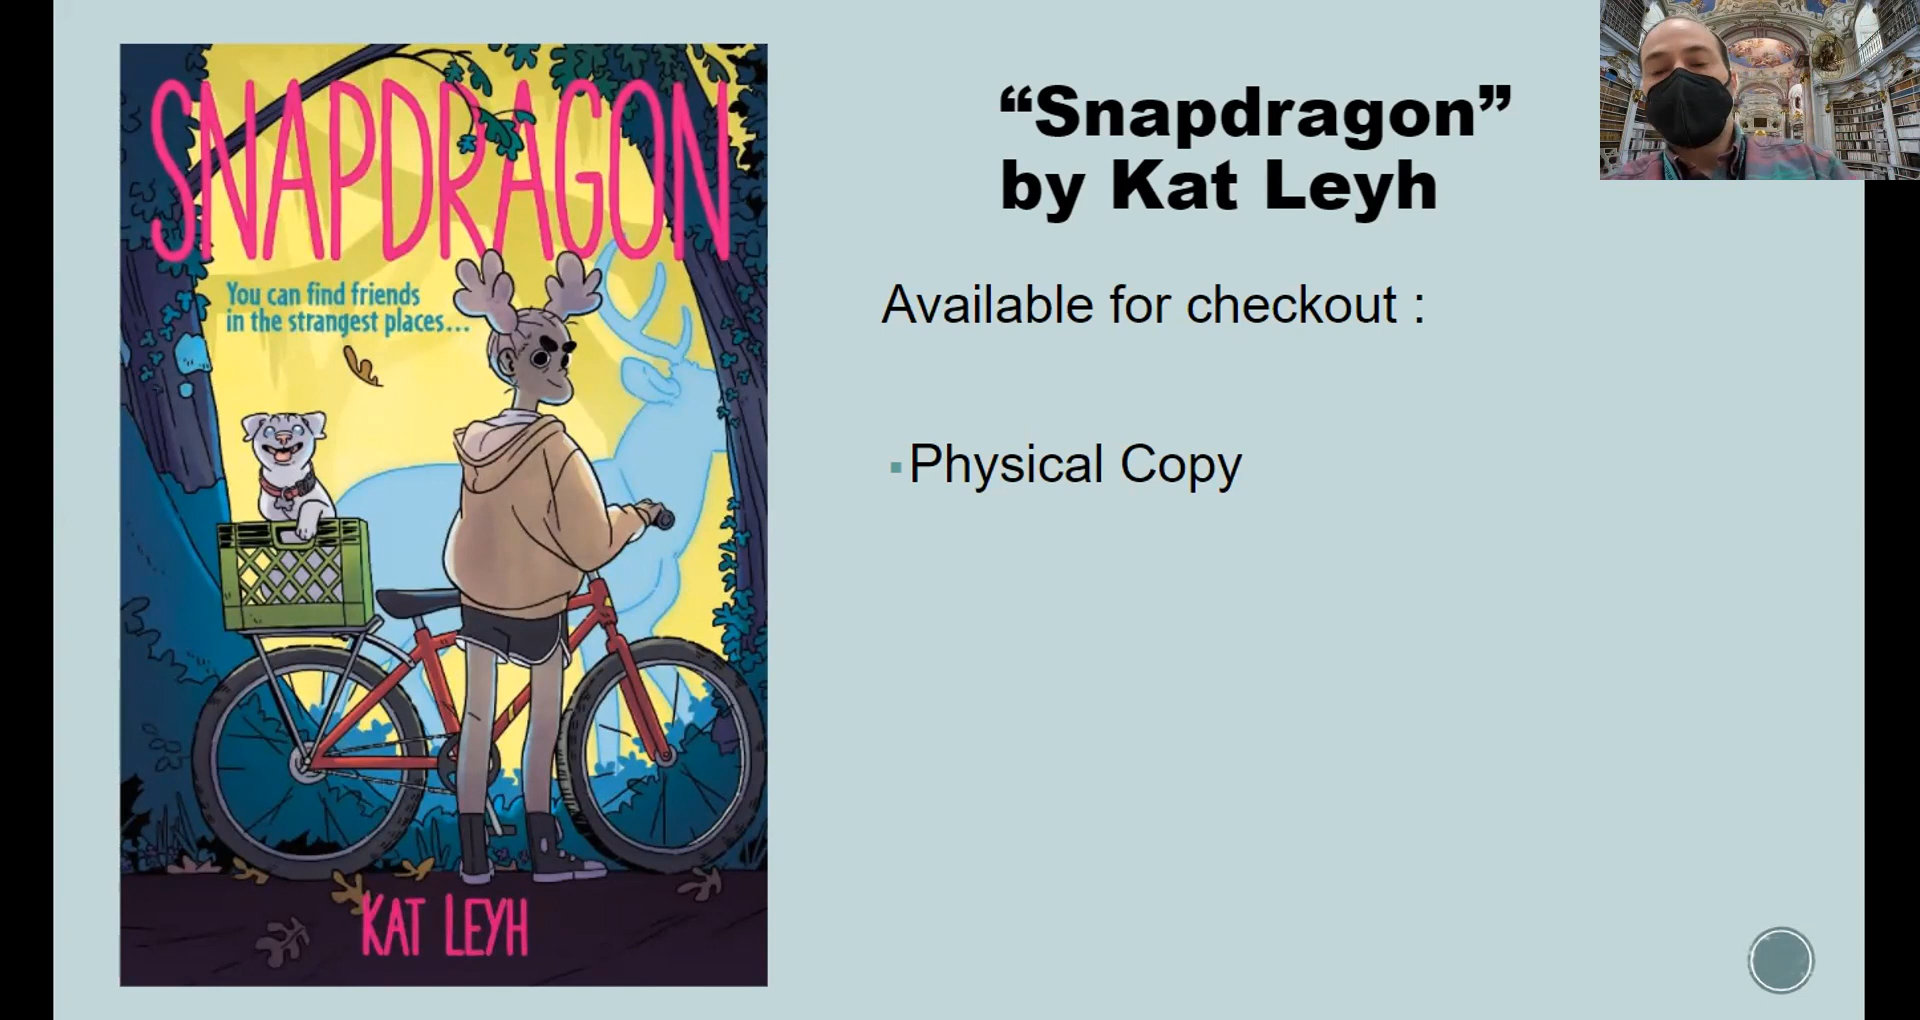 SNAPDRAGON
You can find friends
in the strangest places...
KAT LEYH
“Snapdragon”
by Kat Leyh
Available for checkout :
Physical Copy